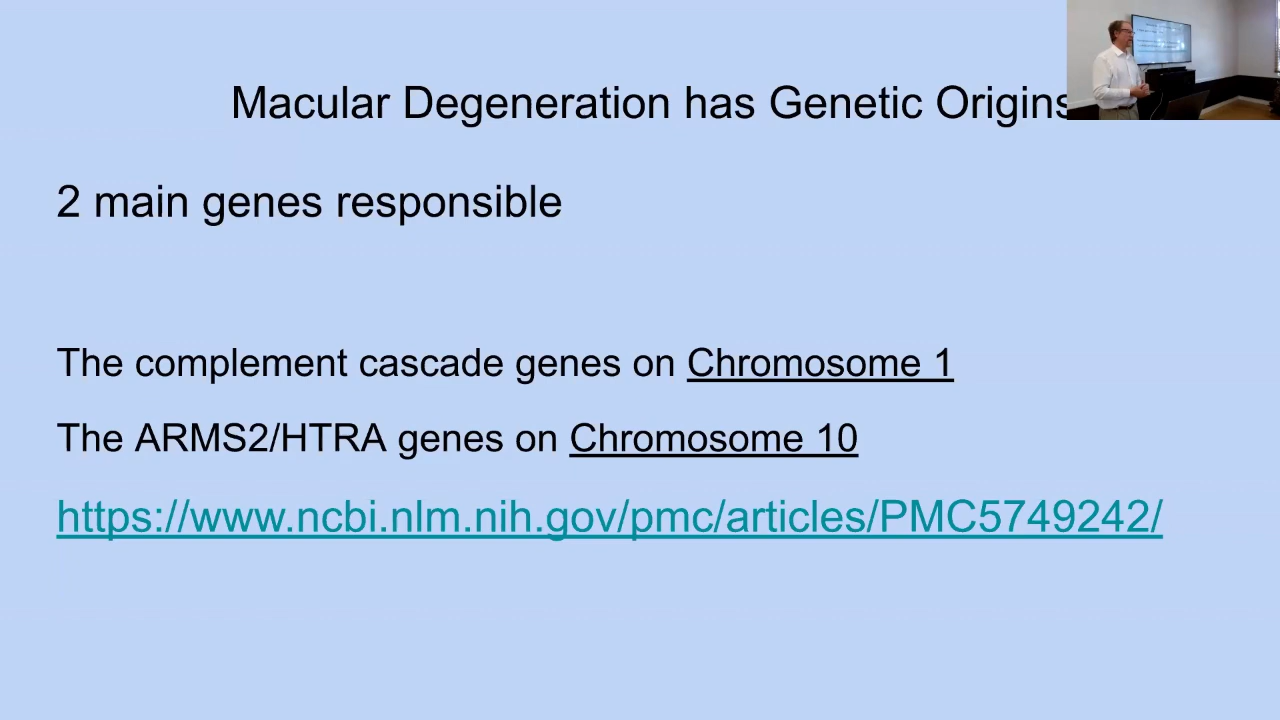 Macular Degeneration has Genetic Origins
2 main genes responsible
The complement cascade genes on Chromosome 1
The ARMS2/HTRA genes on Chromosome 10
https://www.ncbi.nlm.nih.gov/pmc/articles/PMC5749242/